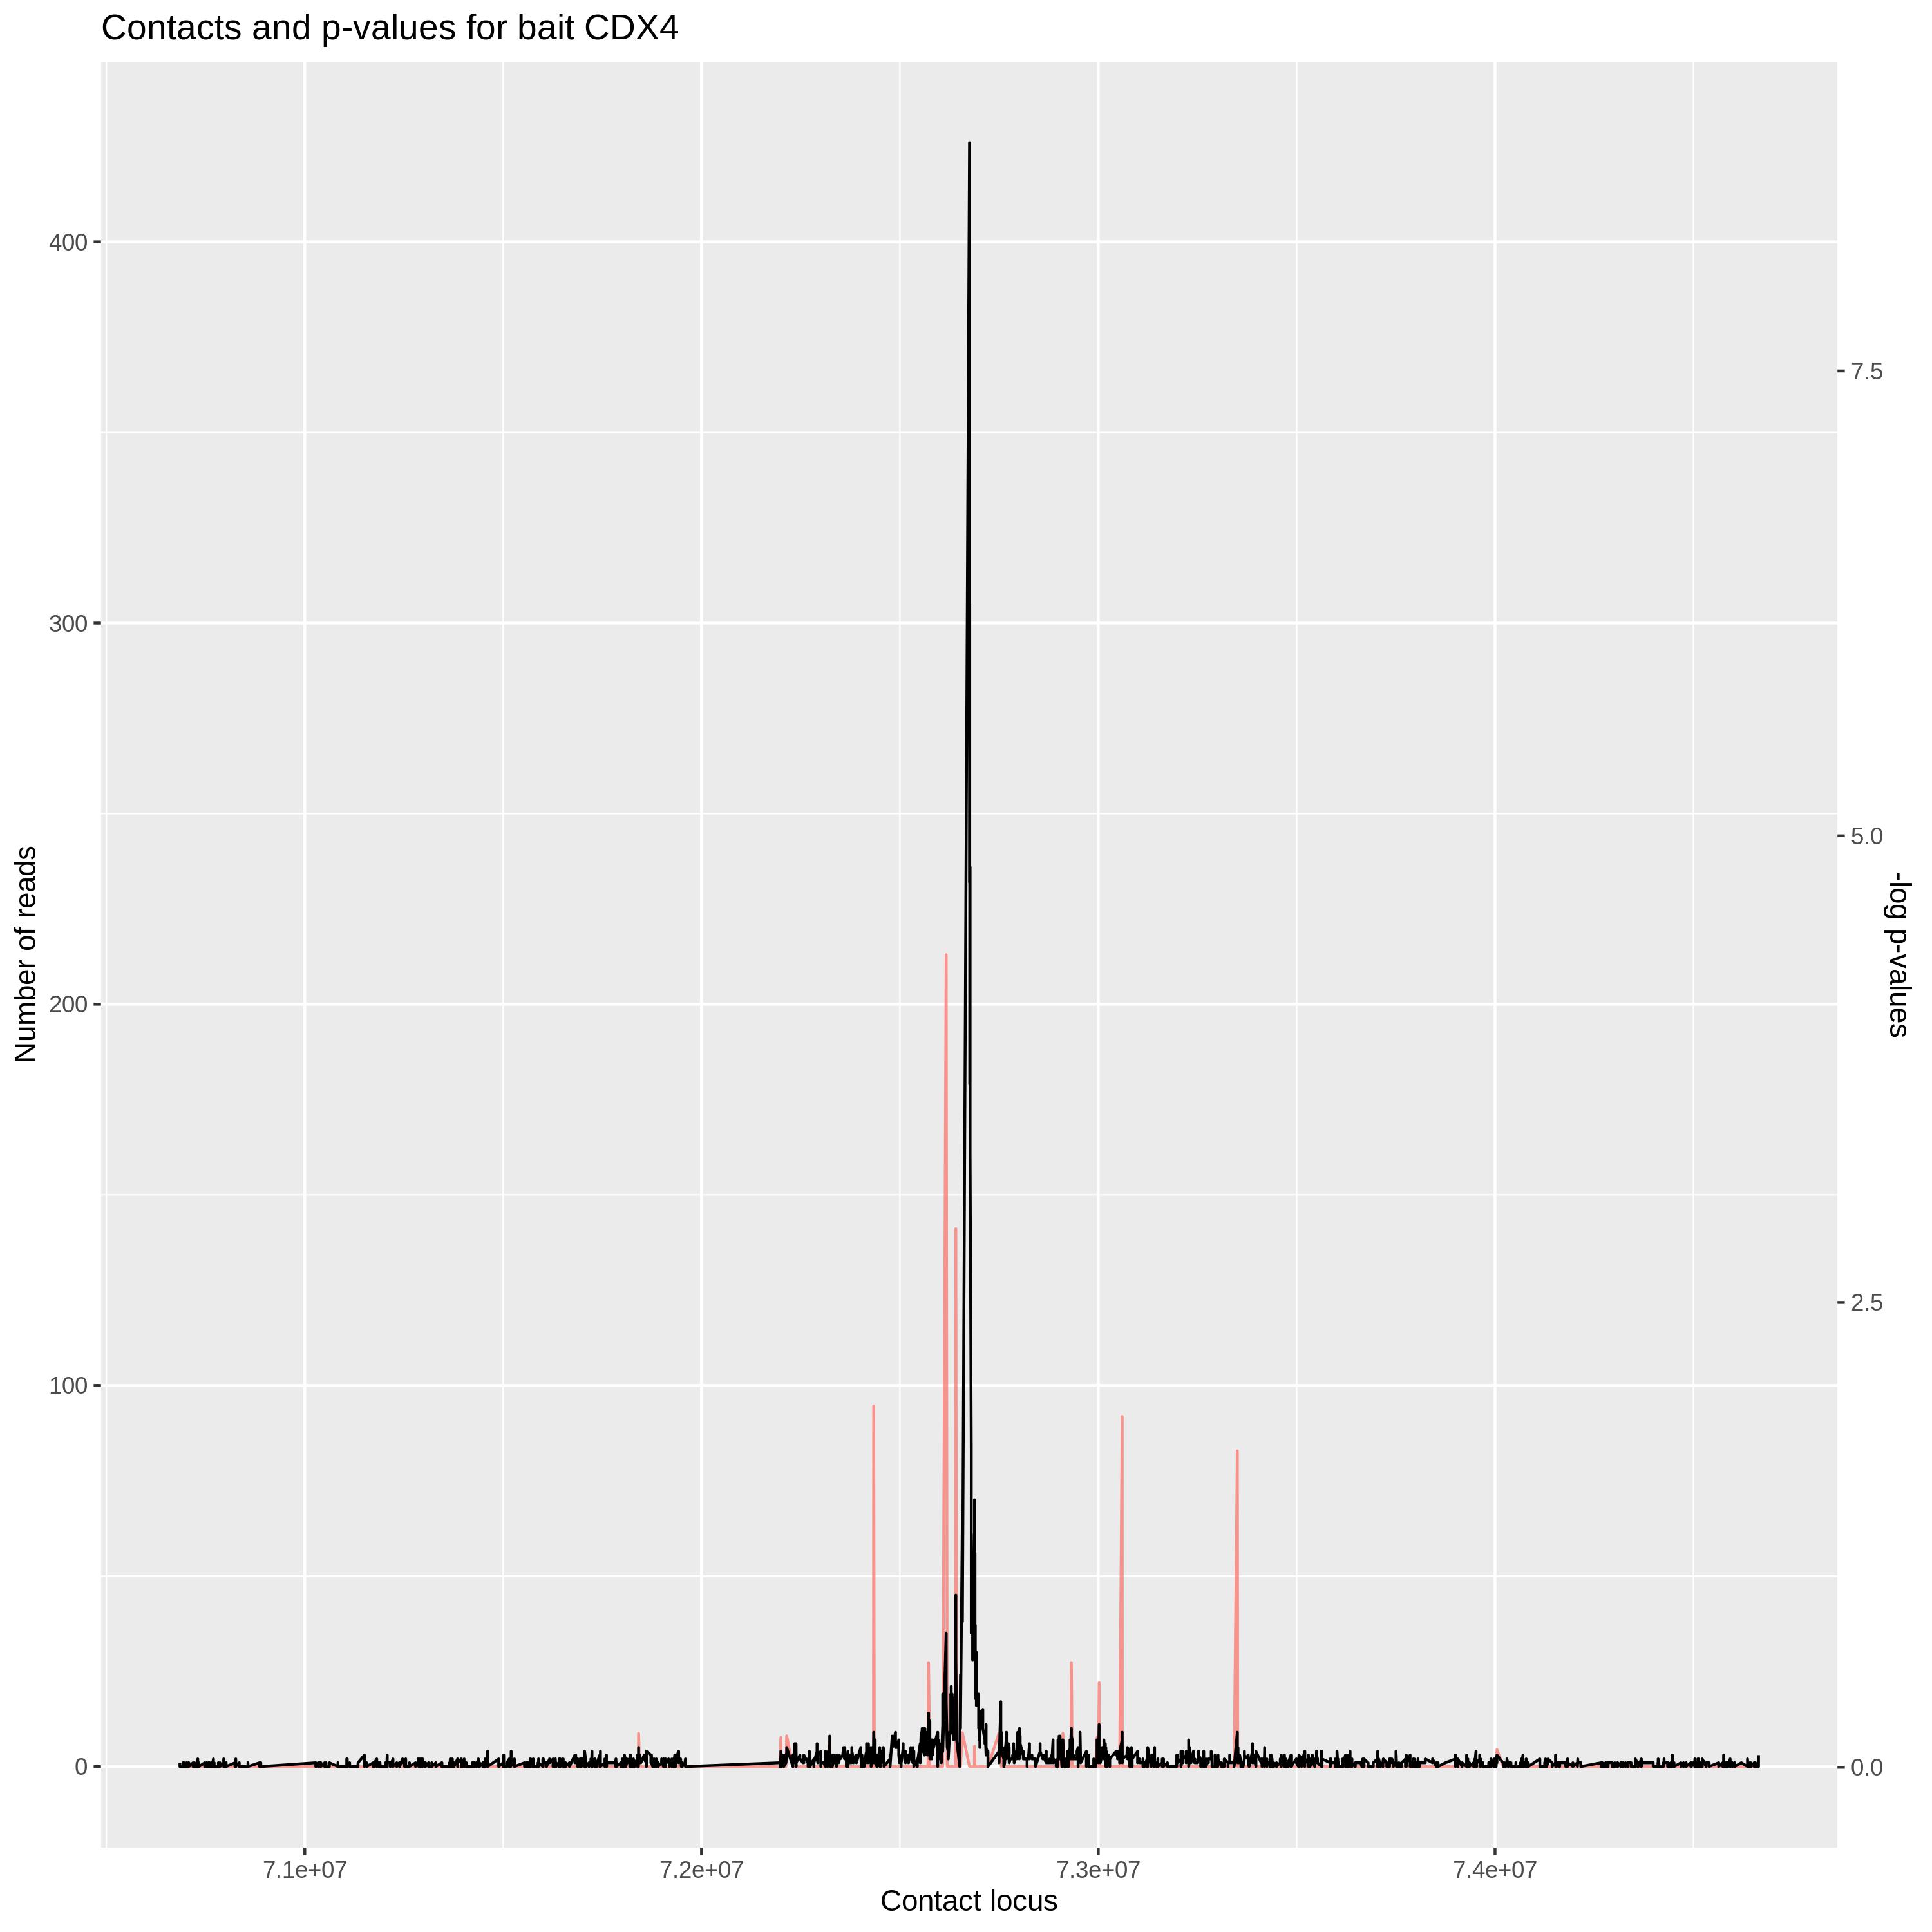 Contacts and p-values for bait CDX4
Number of reads
400
300
200
100
0
7.5
5.0
2.5
0.0
-log p-values
7.1e+07
7.2e+07
7.3e+07
7.4e+07
Contact locus